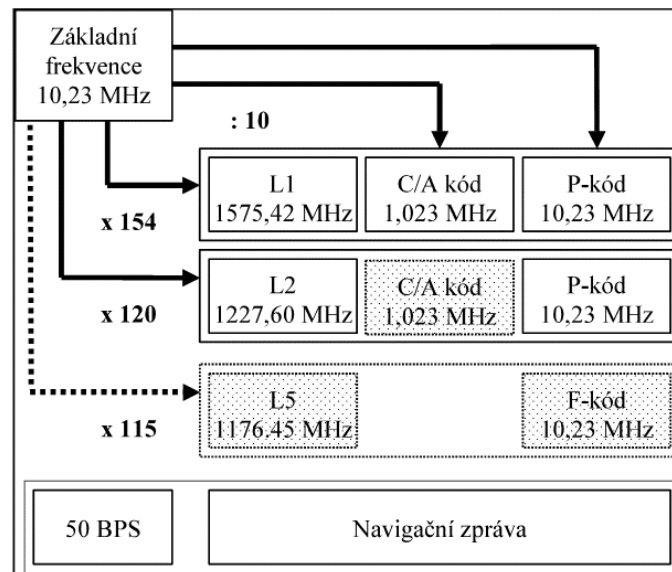 Základní
frekvence
10,23 MHz
: 10
L1
1575,42 MHz
C/A kód
1,023 MHz
P-kód
10,23 MHz
x 154
L2
1227,60 MHz
C/A kód
1,023 MHz
P-kód
10,23 MHz
x 120
L5
1176.45 MHz
F-kód
10,23 MHz
x 115
50 BPS
Navigační zpráva